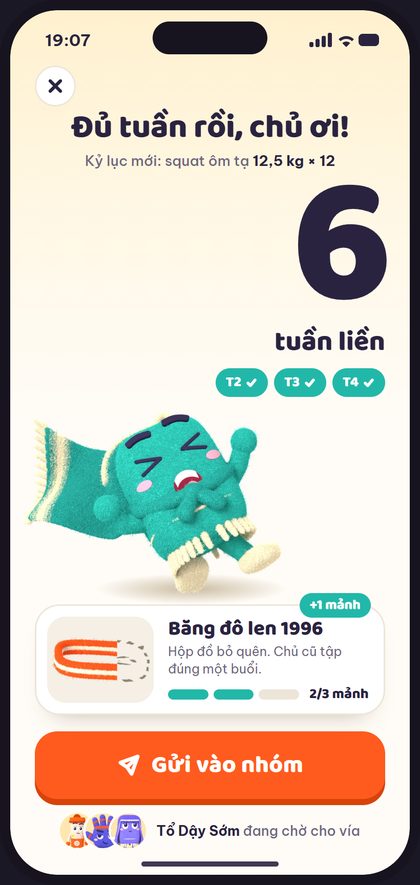 19:07
Đủ tuần rồi, chủ ơi!
Kỷ lục mới: squat ôm tạ 12,5 kg × 12
6
tuần liền
T2 ✓ T3 ✓ T4 ✓
+1 mảnh
Băng đô len 1996
Hộp đồ bỏ quên. Chủ cũ tập
đúng một buổi.
2/3 mảnh
Gửi vào nhóm
Tổ Dậy Sớm đang chờ cho vía